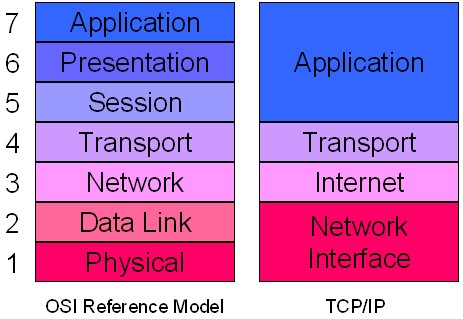 7 Application
6 Presentation
5 Session
4 Transport
3 Network
2 Data Link
1 Physical
OSI Reference Model
Application
Transport
Internet
Network
Interface
TCP/IP